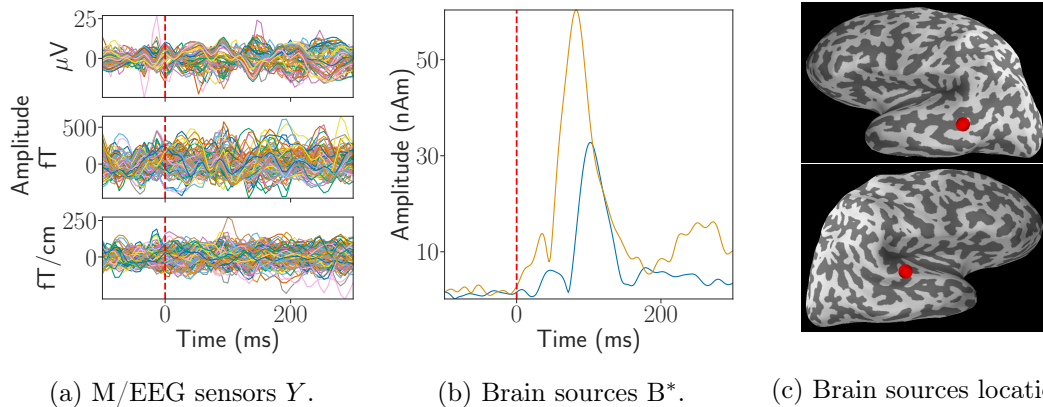 25
0
μV
500
0
fT
250
0
fT/cm
Amplitude
0 200
Time (ms)
50
30
10
Amplitude (nAm)
0 200
Time (ms)
(a) M/EEG sensors Y.
(b) Brain sources B*.
(c) Brain sources locatio